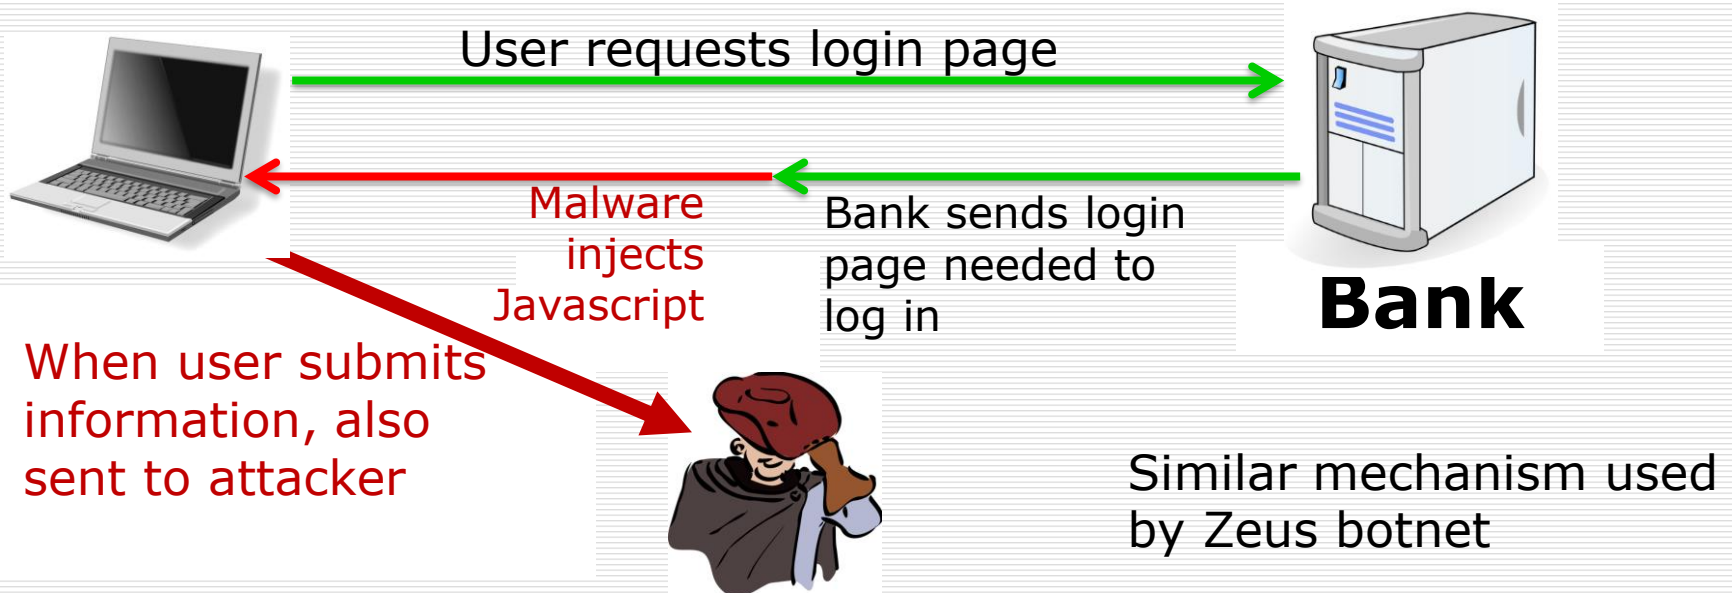 User requests login page
Malware
injects
Javascript
Bank sends login
page needed to
log in
Bank
When user submits
information, also
sent to attacker
Similar mechanism used
by Zeus botnet